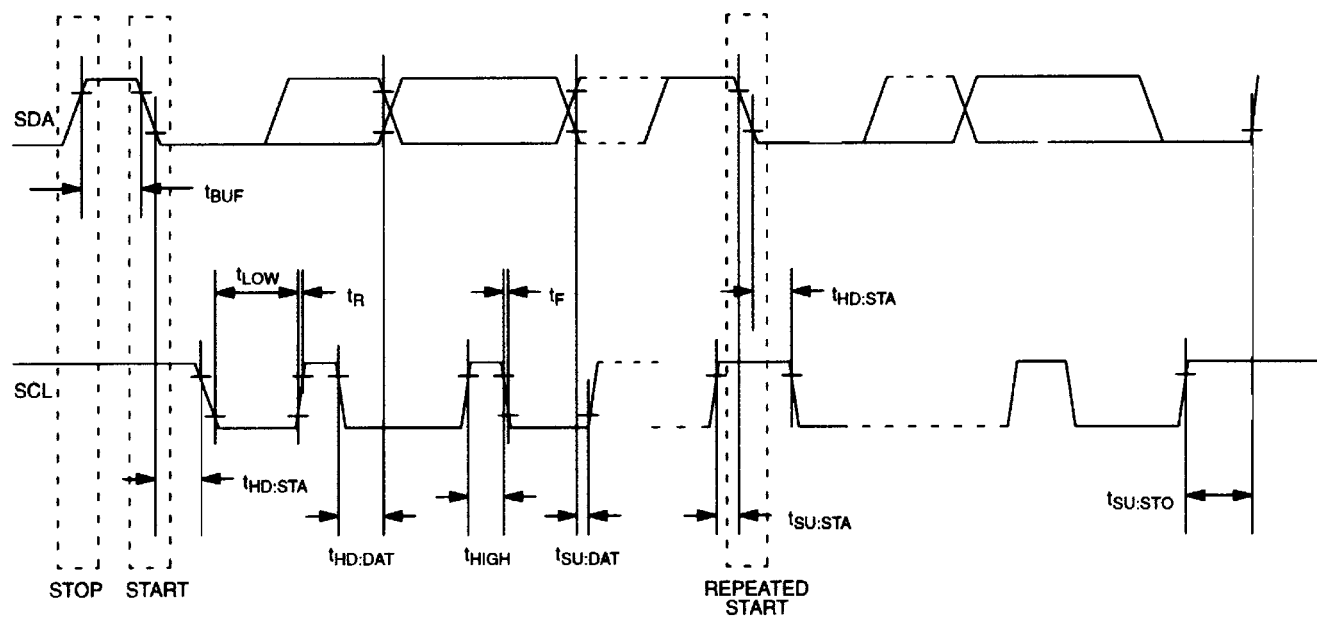 SDA
tBUF
tLOW
tR
tF
tHD:STA
SCL
tHD:STA
tHD:DAT
tHIGH
tSU:DAT
tSU:STA
tSU:STO
STOP
START
REPEATED
START